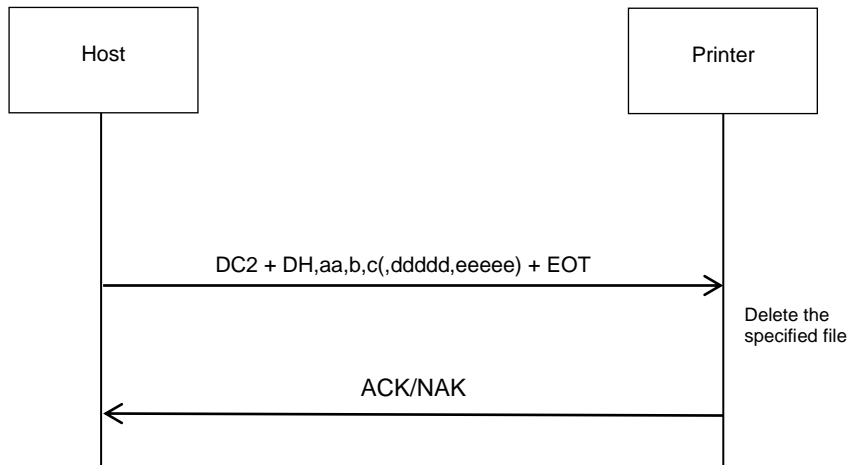 Host
Printer
DC2 + DH,aa,b,c(,ddddd,eeeee) + EOT
Delete the
specified file
ACK/NAK